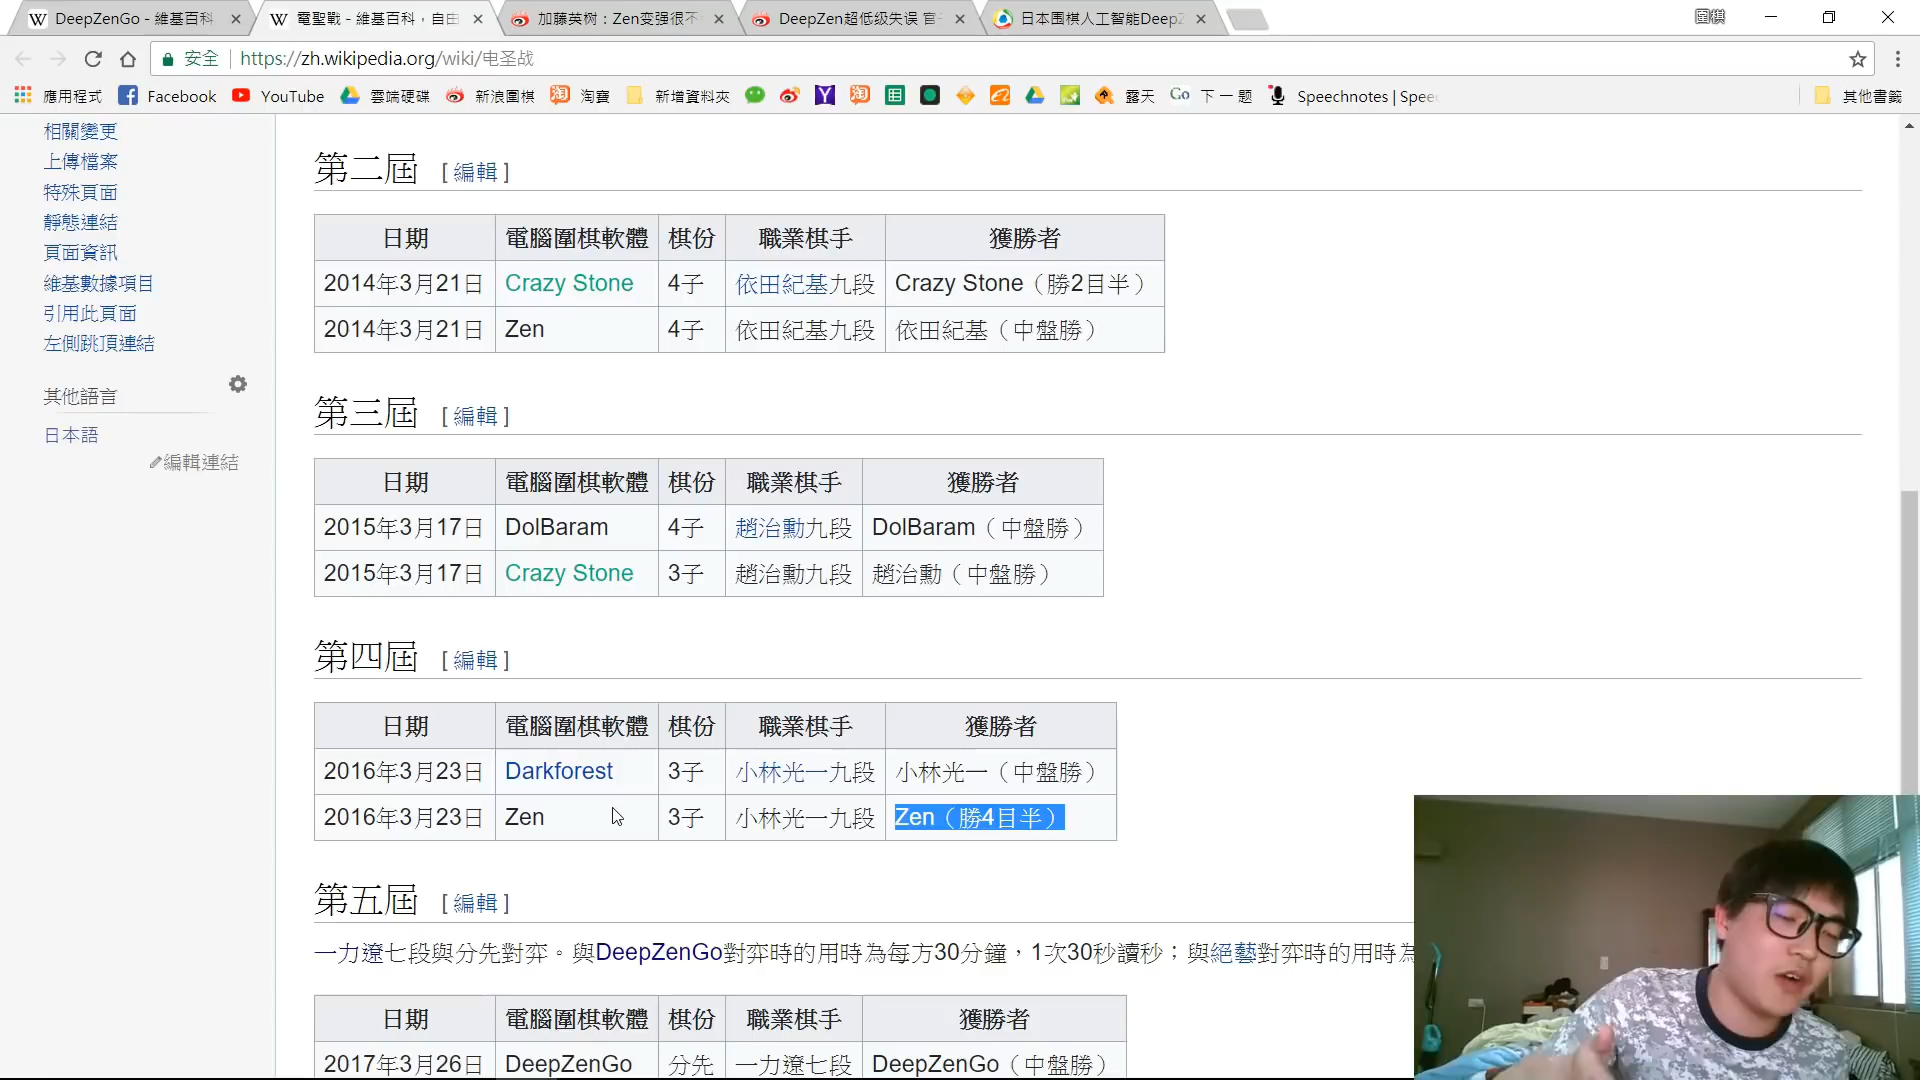 DeepZenGo - 維基百科
電聖戰 - 維基百科，自由
加藤英树：Zen变强很不
DeepZen超低级失误 官
日本围棋人工智能DeepZ
圍棋
安全 https://zh.wikipedia.org/wiki/电圣战
應用程式 Facebook YouTube 雲端硬碟 新浪圍棋 淘寶 新增資料夾 露天 下一题 Speechnotes | Spee 其他書籤
相關變更
上傳檔案
特殊頁面
靜態連結
頁面資訊
維基數據項目
引用此頁面
左側跳頂連結
其他語言
日本語
編輯連結
第二屆 [編輯]
日期 電腦圍棋軟體 棋份 職業棋手 獲勝者
2014年3月21日 Crazy Stone 4子 依田紀基九段 Crazy Stone（勝2目半）
2014年3月21日 Zen 4子 依田紀基九段 依田紀基（中盤勝）
第三屆 [編輯]
日期 電腦圍棋軟體 棋份 職業棋手 獲勝者
2015年3月17日 DolBaram 4子 趙治勳九段 DolBaram（中盤勝）
2015年3月17日 Crazy Stone 3子 趙治勳九段 趙治勳（中盤勝）
第四屆 [編輯]
日期 電腦圍棋軟體 棋份 職業棋手 獲勝者
2016年3月23日 Darkforest 3子 小林光一九段 小林光一（中盤勝）
2016年3月23日 Zen 3子 小林光一九段 Zen（勝4目半）
第五屆 [編輯]
一力遼七段與分先對弈。與DeepZenGo對弈時的用時為每方30分鐘，1次30秒讀秒；與絕藝對弈時的用時為
日期 電腦圍棋軟體 棋份 職業棋手 獲勝者
2017年3月26日 DeepZenGo 分先 一力遼七段 DeepZenGo（中盤勝）